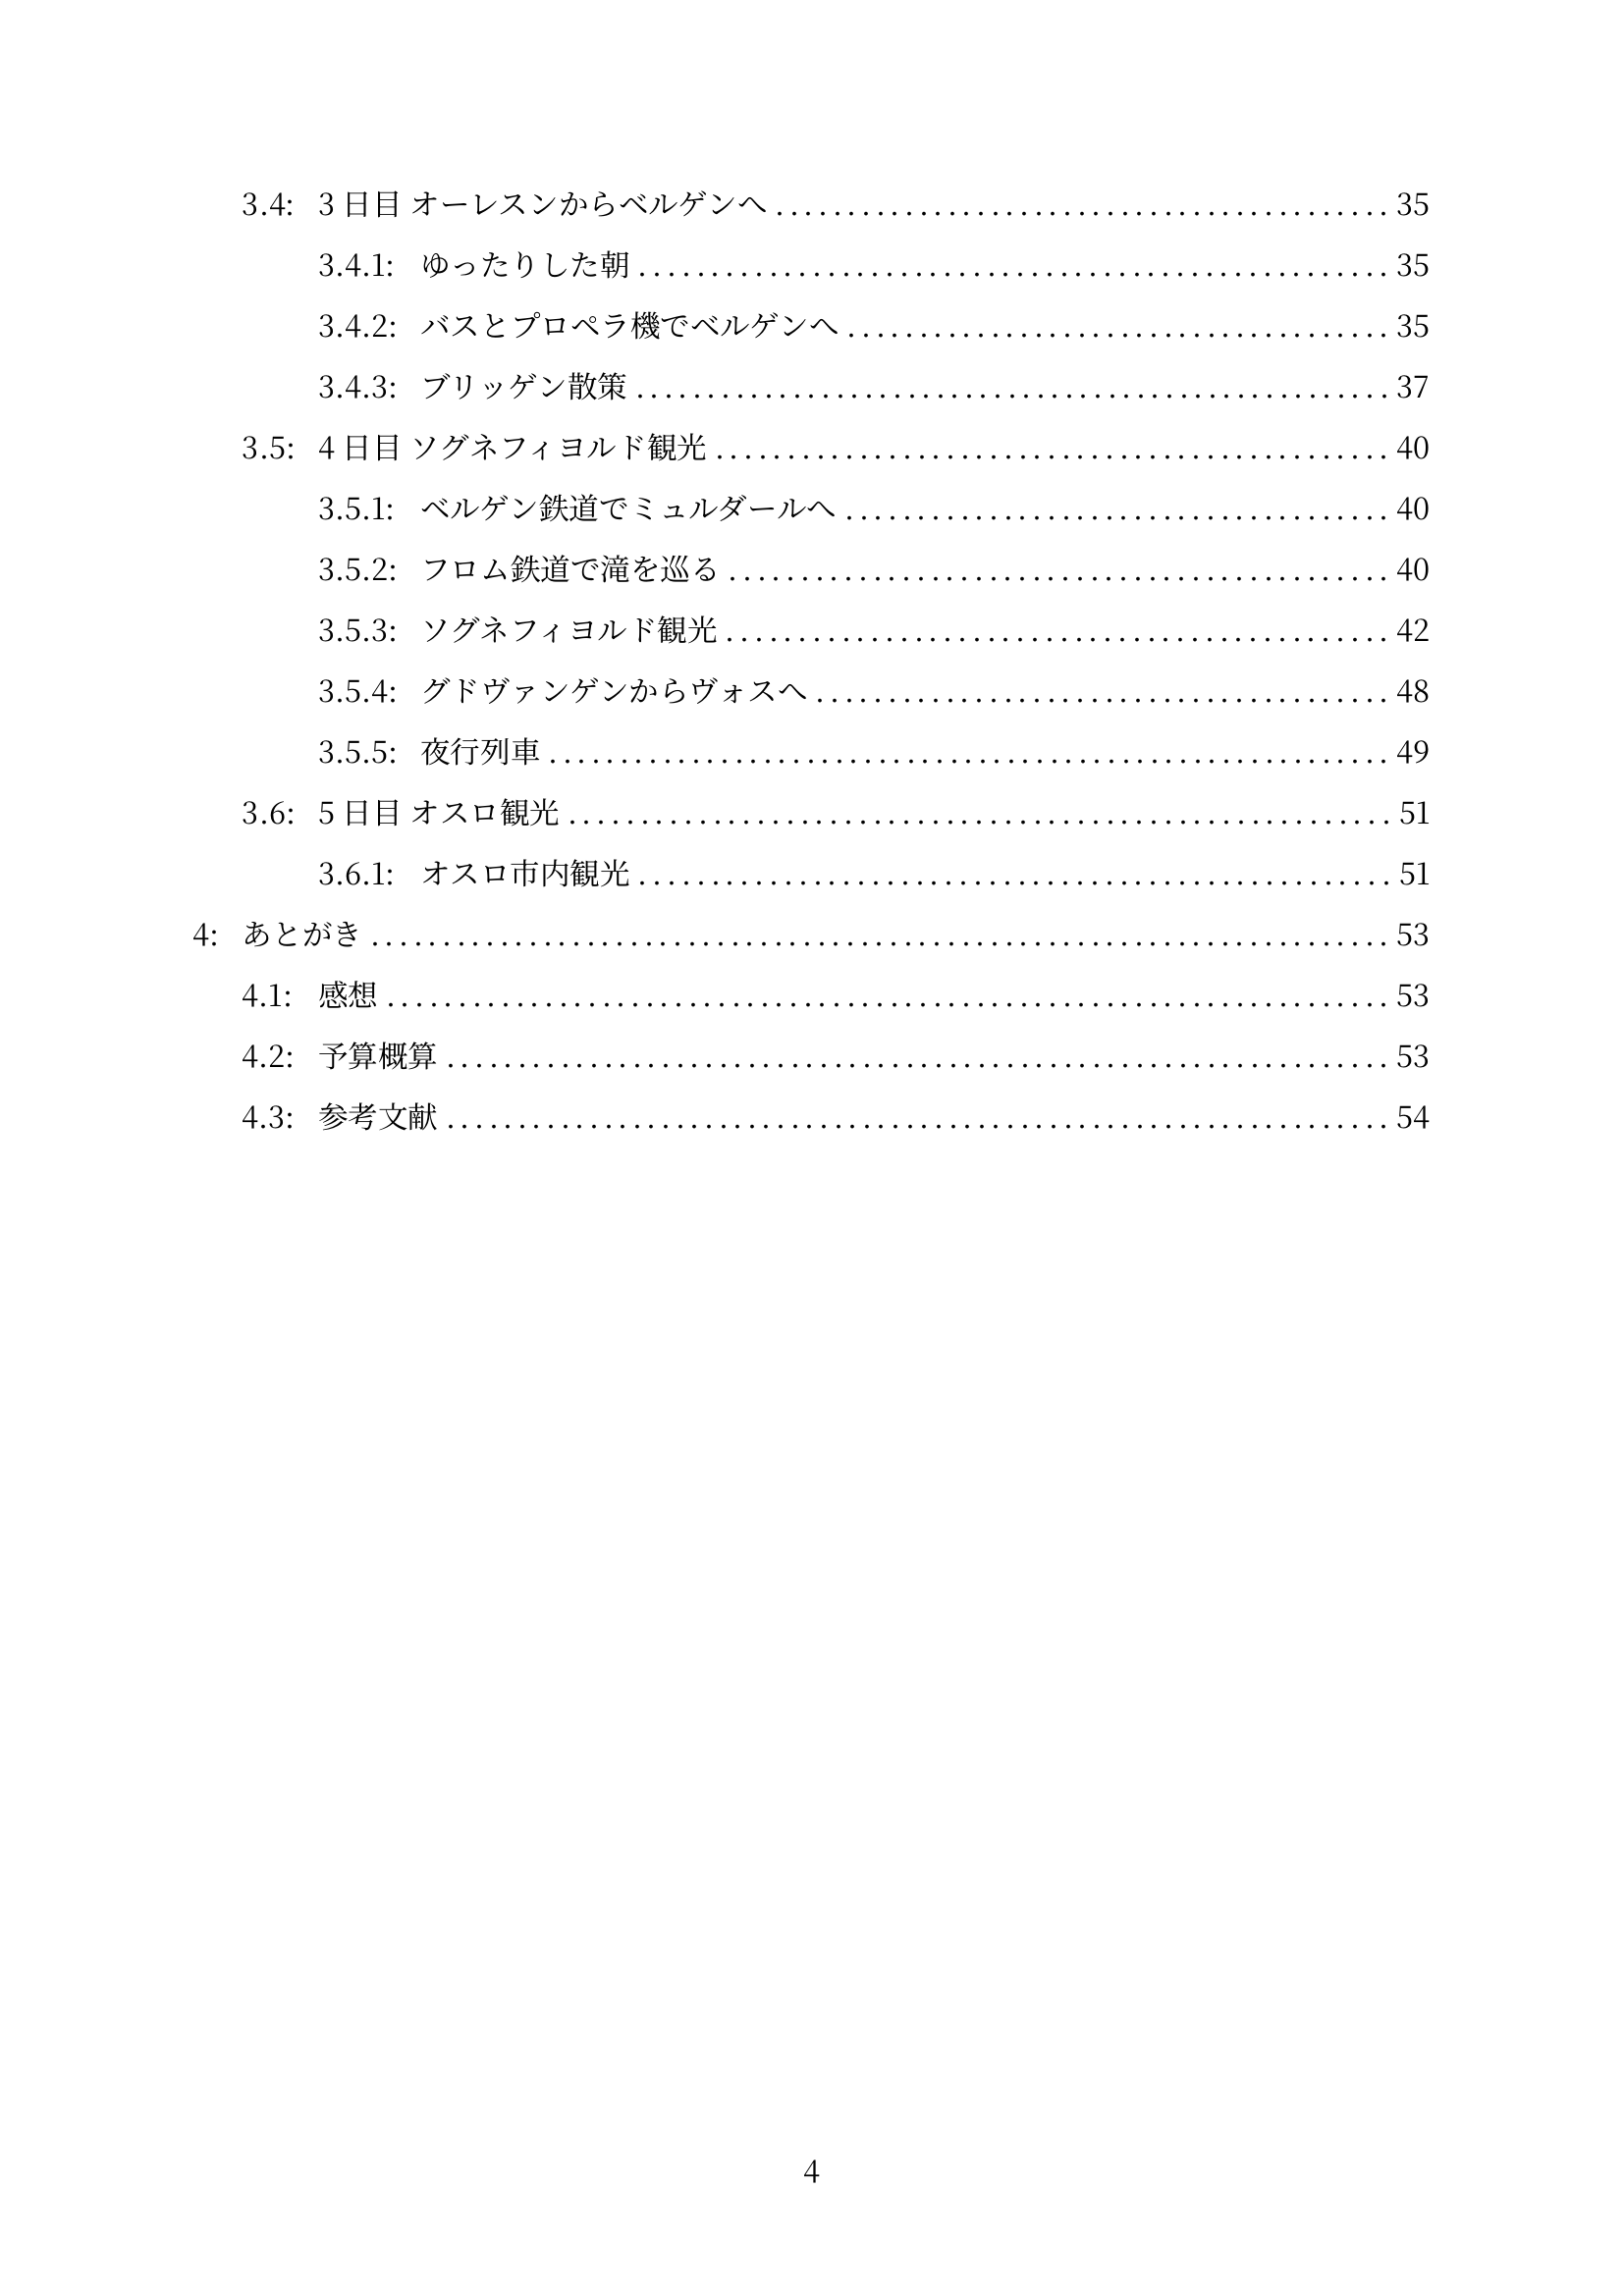 3.4: 3 日目 オーレスンからベルゲンへ ........................................... 35
3.4.1: ゆったりした朝 .................................................... 35
3.4.2: バスとプロペラ機でベルゲンへ ...................................... 35
3.4.3: ブリッゲン散策 .................................................... 37
3.5: 4 日目 ソグネフィヨルド観光 ............................................... 40
3.5.1: ベルゲン鉄道でミュルダールへ ...................................... 40
3.5.2: フロム鉄道で滝を巡る .............................................. 40
3.5.3: ソグネフィヨルド観光 .............................................. 42
3.5.4: グドヴァンゲンからヴォスへ ........................................ 48
3.5.5: 夜行列車 .......................................................... 49
3.6: 5 日目 オスロ観光 ......................................................... 51
3.6.1: オスロ市内観光 .................................................... 51
4: あとがき ....................................................................... 53
4.1: 感想 ...................................................................... 53
4.2: 予算概算 .................................................................. 53
4.3: 参考文献 .................................................................. 54
4